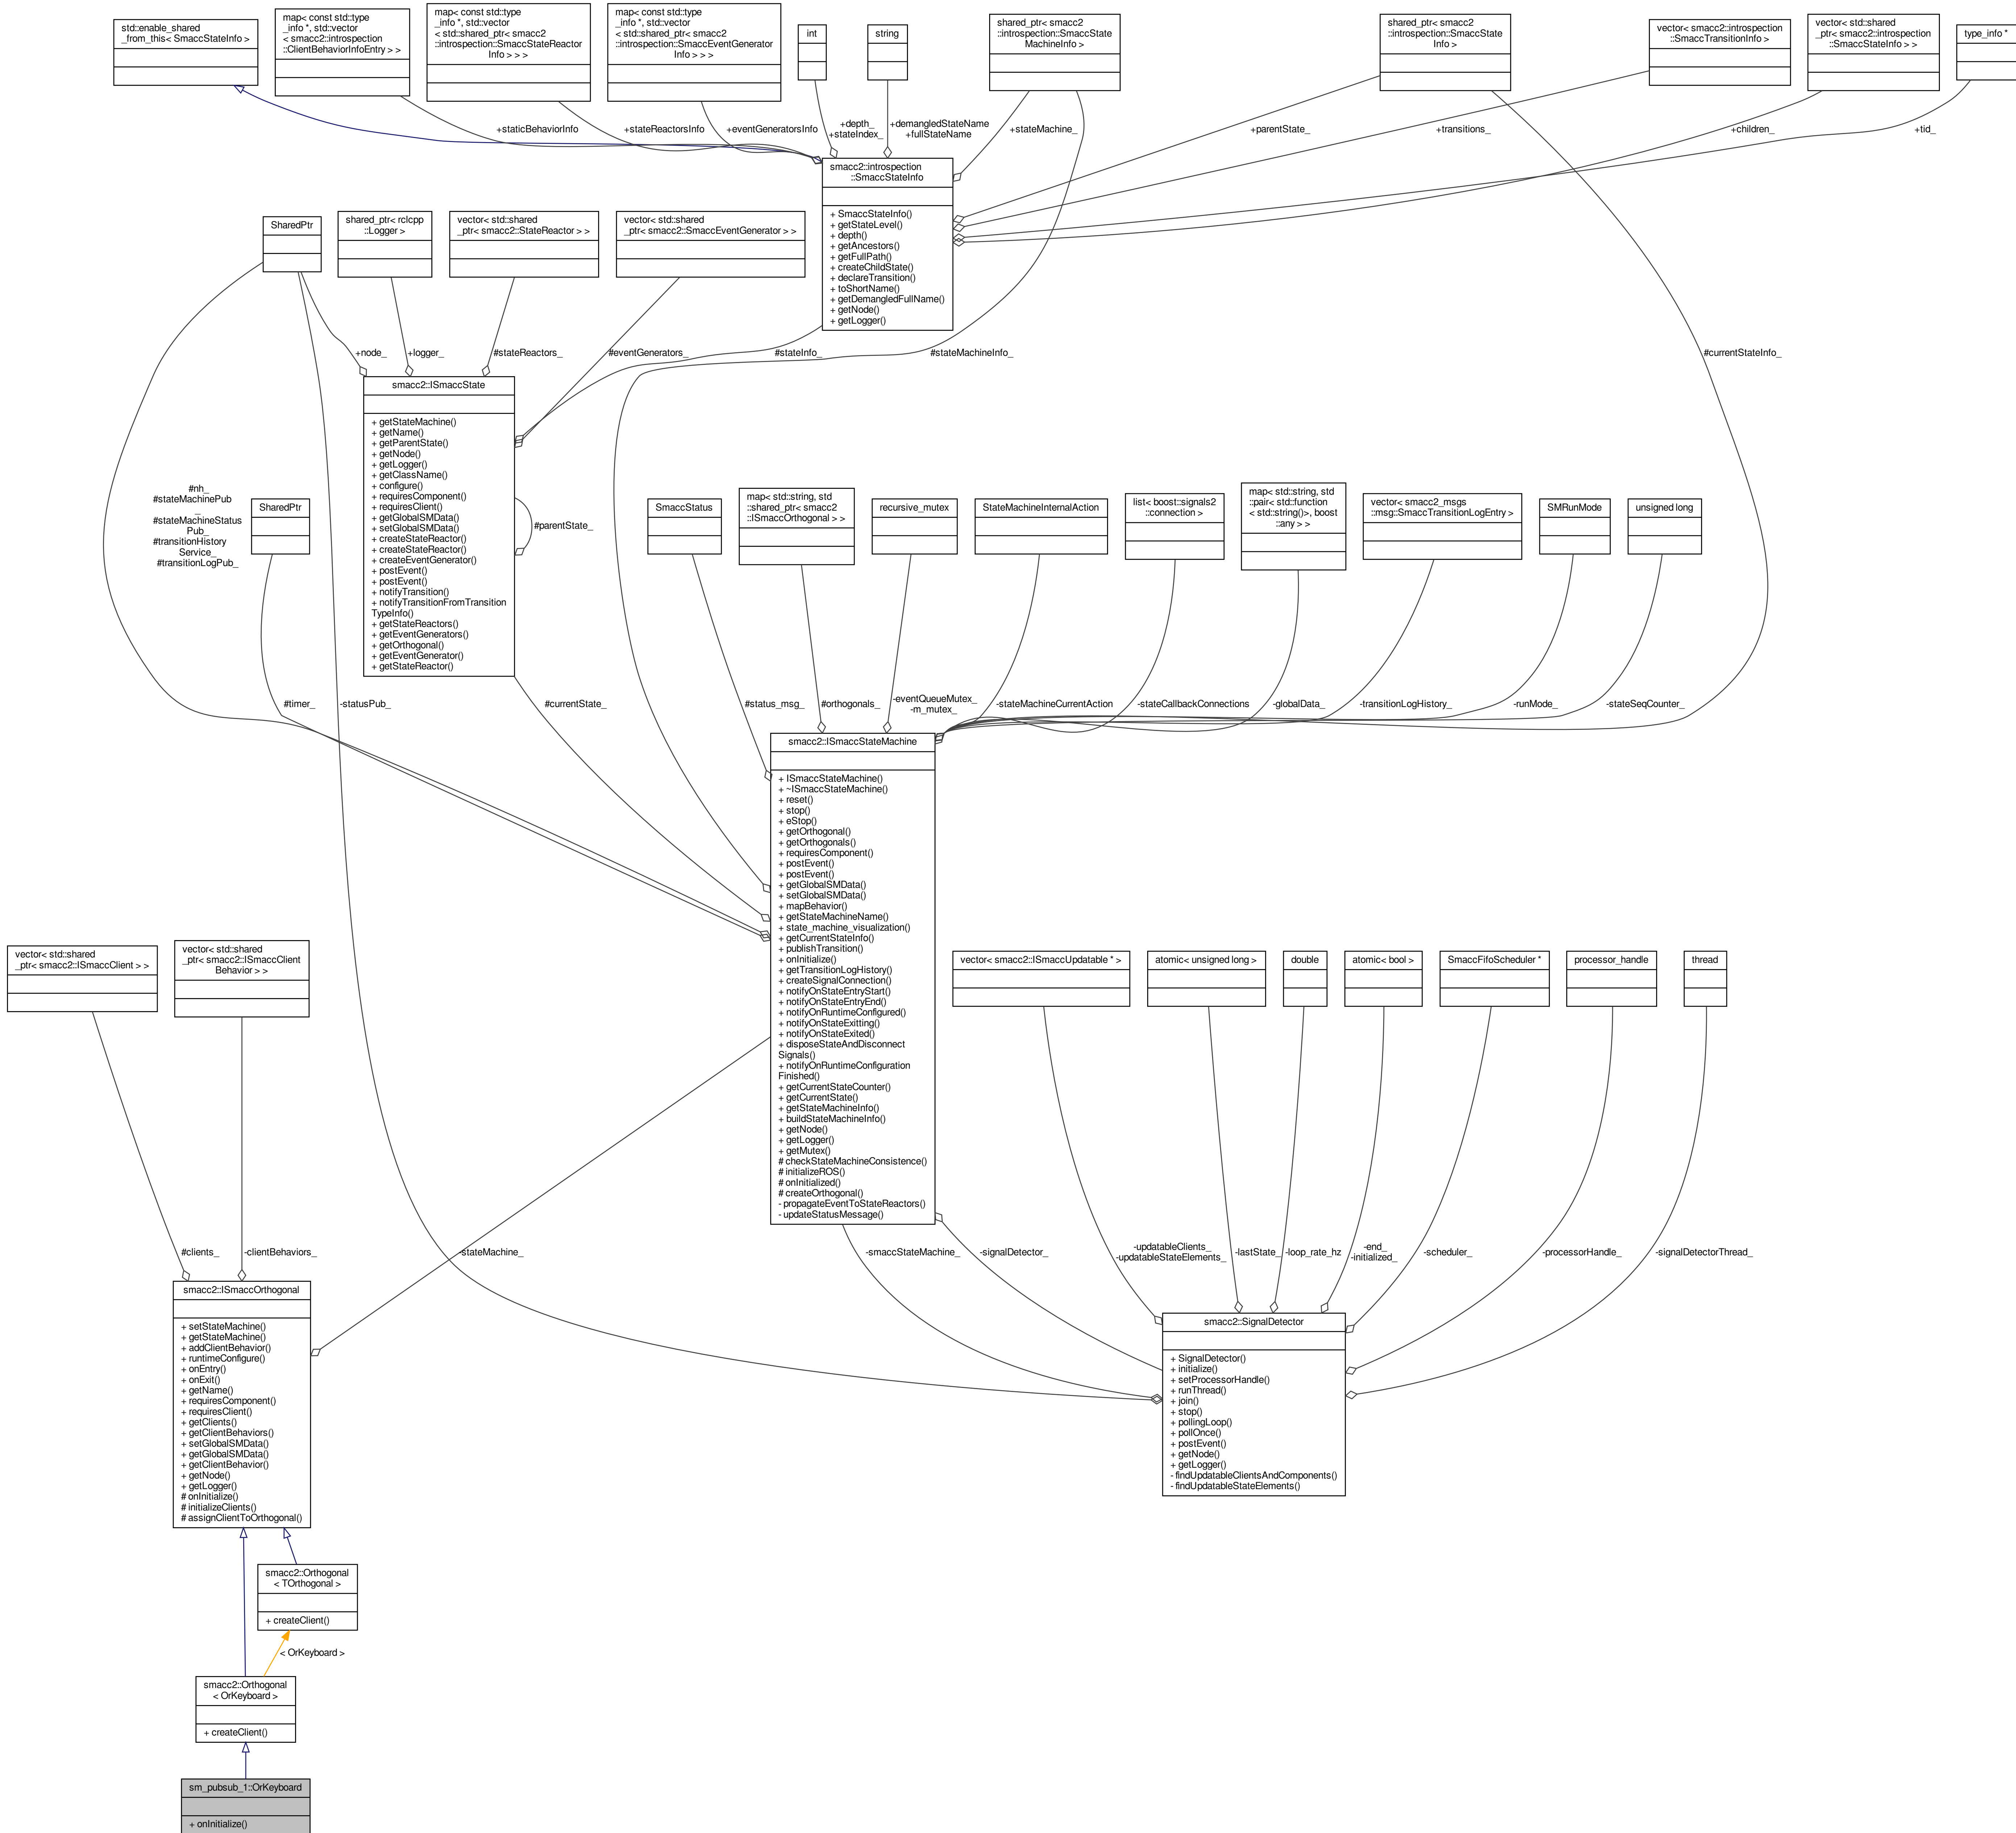 std::enable_shared
_from_this< SmaccStateInfo >
map< const std::type
_info *, std::vector
< smacc2::introspection
::ClientBehaviorInfoEntry > >
map< const std::type
_info *, std::vector
< std::shared_ptr< smacc2
::introspection::SmaccStateReactor
Info > > >
map< const std::type
_info *, std::vector
< std::shared_ptr< smacc2
::introspection::SmaccEventGenerator
Info > > >
int
string
shared_ptr< smacc2
::introspection::SmaccState
MachineInfo >
shared_ptr< smacc2
::introspection::SmaccState
Info >
vector< smacc2::introspection
::SmaccTransitionInfo >
vector< std::shared
_ptr< smacc2::introspection
::SmaccStateInfo > >
type_info *
+staticBehaviorInfo
+stateReactorsInfo
+eventGeneratorsInfo
+depth_
+stateIndex_
+demangledStateName
+fullStateName
+stateMachine_
+parentState_
+transitions_
+children_
+tid_
smacc2::introspection
::SmaccStateInfo
+ SmaccStateInfo()
+ getStateLevel()
+ depth()
+ getAncestors()
+ getFullPath()
+ createChildState()
+ declareTransition()
+ toShortName()
+ getDemangledFullName()
+ getNode()
+ getLogger()
SharedPtr
shared_ptr< rclcpp
::Logger >
vector< std::shared
_ptr< smacc2::StateReactor > >
vector< std::shared
_ptr< smacc2::SmaccEventGenerator > >
+node_
+logger_
#stateReactors_
#eventGenerators_
#stateInfo_
#stateMachineInfo_
#currentStateInfo_
smacc2::ISmaccState
+ getStateMachine()
+ getName()
+ getParentState()
+ getNode()
+ getLogger()
+ getClassName()
+ configure()
+ requiresComponent()
+ requiresClient()
+ getGlobalSMData()
+ setGlobalSMData()
+ createStateReactor()
+ createStateReactor()
+ createEventGenerator()
+ postEvent()
+ postEvent()
+ notifyTransition()
+ notifyTransitionFromTransition
TypeInfo()
+ getStateReactors()
+ getEventGenerators()
+ getOrthogonal()
+ getEventGenerator()
+ getStateReactor()
#parentState_
#nh_
#stateMachinePub
_
#stateMachineStatus
Pub_
#transitionHistory
Service_
#transitionLogPub_
SharedPtr
SmaccStatus
map< std::string, std
::shared_ptr< smacc2
::ISmaccOrthogonal > >
recursive_mutex
StateMachineInternalAction
list< boost::signals2
::connection >
map< std::string, std
::pair< std::function
< std::string()>, boost
::any > >
vector< smacc2_msgs
::msg::SmaccTransitionLogEntry >
SMRunMode
unsigned long
#timer_
-statusPub_
#currentState_
#status_msg_
#orthogonals_
-eventQueueMutex_
-m_mutex_
-stateMachineCurrentAction
-stateCallbackConnections
-globalData_
-transitionLogHistory_
-runMode_
-stateSeqCounter_
smacc2::ISmaccStateMachine
+ ISmaccStateMachine()
+ ~ISmaccStateMachine()
+ reset()
+ stop()
+ eStop()
+ getOrthogonal()
+ getOrthogonals()
+ requiresComponent()
+ postEvent()
+ postEvent()
+ getGlobalSMData()
+ setGlobalSMData()
+ mapBehavior()
+ getStateMachineName()
+ state_machine_visualization()
+ getCurrentStateInfo()
+ publishTransition()
+ onInitialize()
+ getTransitionLogHistory()
+ createSignalConnection()
+ notifyOnStateEntryStart()
+ notifyOnStateEntryEnd()
+ notifyOnRuntimeConfigured()
+ notifyOnStateExitting()
+ notifyOnStateExited()
+ disposeStateAndDisconnect
Signals()
+ notifyOnRuntimeConfiguration
Finished()
+ getCurrentStateCounter()
+ getCurrentState()
+ getStateMachineInfo()
+ buildStateMachineInfo()
+ getNode()
+ getLogger()
+ getMutex()
# checkStateMachineConsistence()
# initializeROS()
# onInitialized()
# createOrthogonal()
- propagateEventToStateReactors()
- updateStatusMessage()
vector< std::shared
_ptr< smacc2::ISmaccClient > >
vector< std::shared
_ptr< smacc2::ISmaccClient
Behavior > >
vector< smacc2::ISmaccUpdatable * >
atomic< unsigned long >
double
atomic< bool >
SmaccFifoScheduler *
processor_handle
thread
#clients_
-clientBehaviors_
-stateMachine_
-smaccStateMachine_
-signalDetector_
-updatableClients_
-updatableStateElements_
-lastState_
-loop_rate_hz
-end_
-initialized_
-scheduler_
-processorHandle_
-signalDetectorThread_
smacc2::ISmaccOrthogonal
+ setStateMachine()
+ getStateMachine()
+ addClientBehavior()
+ runtimeConfigure()
+ onEntry()
+ onExit()
+ getName()
+ requiresComponent()
+ requiresClient()
+ getClients()
+ getClientBehaviors()
+ setGlobalSMData()
+ getGlobalSMData()
+ getClientBehavior()
+ getNode()
+ getLogger()
# onInitialize()
# initializeClients()
# assignClientToOrthogonal()
smacc2::SignalDetector
+ SignalDetector()
+ initialize()
+ setProcessorHandle()
+ runThread()
+ join()
+ stop()
+ pollingLoop()
+ pollOnce()
+ postEvent()
+ getNode()
+ getLogger()
- findUpdatableClientsAndComponents()
- findUpdatableStateElements()
smacc2::Orthogonal
< TOrthogonal >
+ createClient()
< OrKeyboard >
smacc2::Orthogonal
< OrKeyboard >
+ createClient()
sm_pubsub_1::OrKeyboard
+ onInitialize()